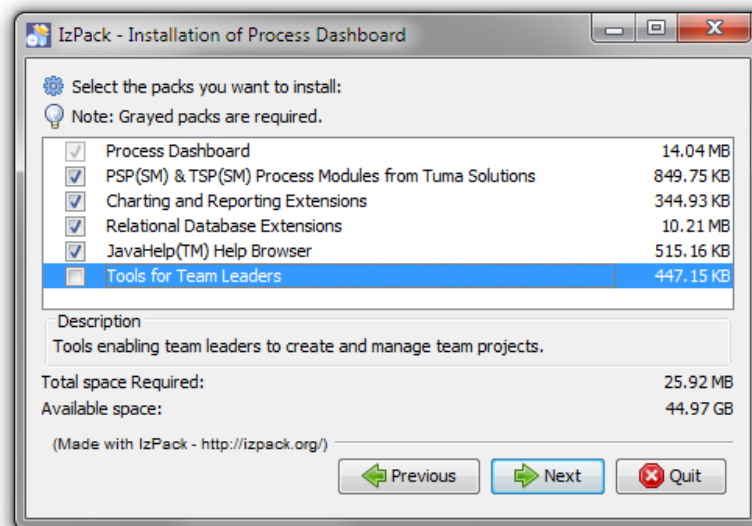 IzPack - Installation of Process Dashboard
Select the packs you want to install:
Note: Grayed packs are required.
Process Dashboard 14.04 MB
PSP(SM) & TSP(SM) Process Modules from Tuma Solutions 849.75 KB
Charting and Reporting Extensions 344.93 KB
Relational Database Extensions 10.21 MB
JavaHelp(TM) Help Browser 515.16 KB
Tools for Team Leaders 447.15 KB
Description
Tools enabling team leaders to create and manage team projects.
Total space Required: 25.92 MB
Available space: 44.97 GB
(Made with IzPack - http://izpack.org/)
Previous Next Quit